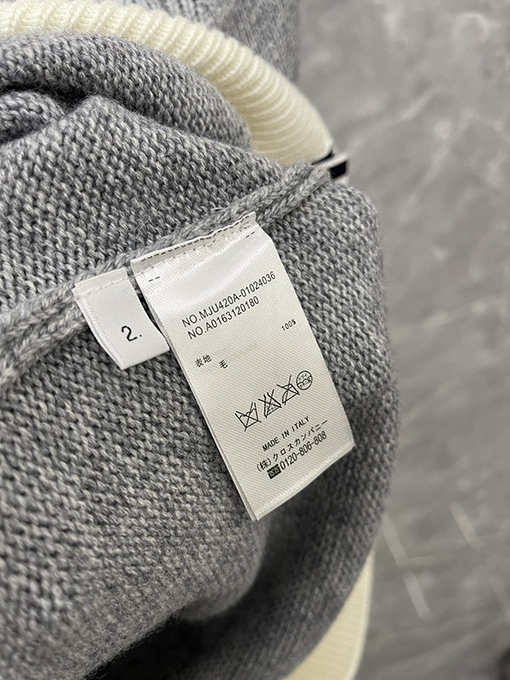 2.
NO.MJU420A-01024036
NO.A0163120180
表地 毛 100%
MADE IN ITALY
(株)クロスカンパニー
0120-806-808